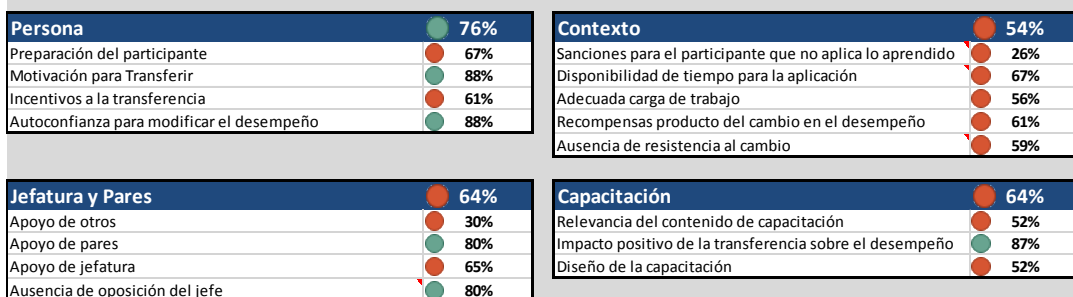 Persona 76%
Preparación del participante 67%
Motivación para Transferir 88%
Incentivos a la transferencia 61%
Autoconfianza para modificar el desempeño 88%
Contexto 54%
Sanciones para el participante que no aplica lo aprendido 26%
Disponibilidad de tiempo para la aplicación 67%
Adecuada carga de trabajo 56%
Recompensas producto del cambio en el desempeño 61%
Ausencia de resistencia al cambio 59%
Jefatura y Pares 64%
Apoyo de otros 30%
Apoyo de pares 80%
Apoyo de jefatura 65%
Ausencia de oposición del jefe 80%
Capacitación 64%
Relevancia del contenido de capacitación 52%
Impacto positivo de la transferencia sobre el desempeño 87%
Diseño de la capacitación 52%